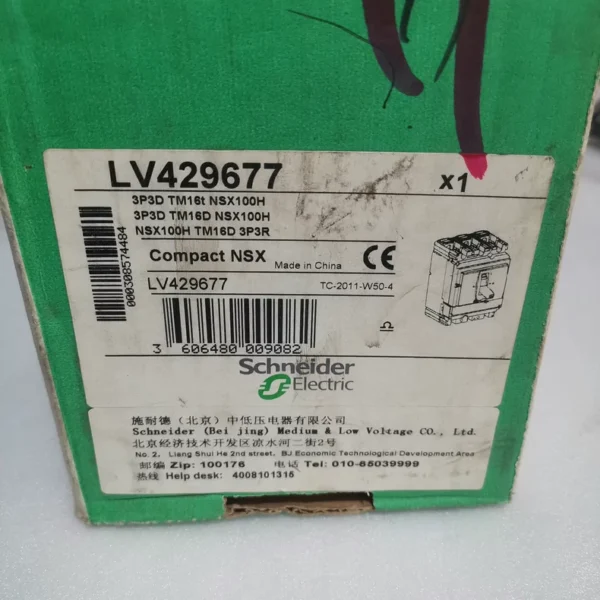 LV429677
x1
3P3D TM16t NSX100H
3P3D TM16D NSX100H
NSX100H TM16D 3P3R
Compact NSX Made in China CE
LV429677 TC-2011-W50-4
3 606480 009082
000308574484
Schneider
Electric
施耐德（北京）中低压电器有限公司
Schneider (Bei jing) Medium & Low Voltage CO., Ltd.
北京经济技术开发区凉水河二街2号
No. 2, Liang Shui He 2nd street, BJ Economic Technological Development Area
邮编 Zip: 100176 电话 Tel: 010-65039999
热线 Help desk: 4008101315